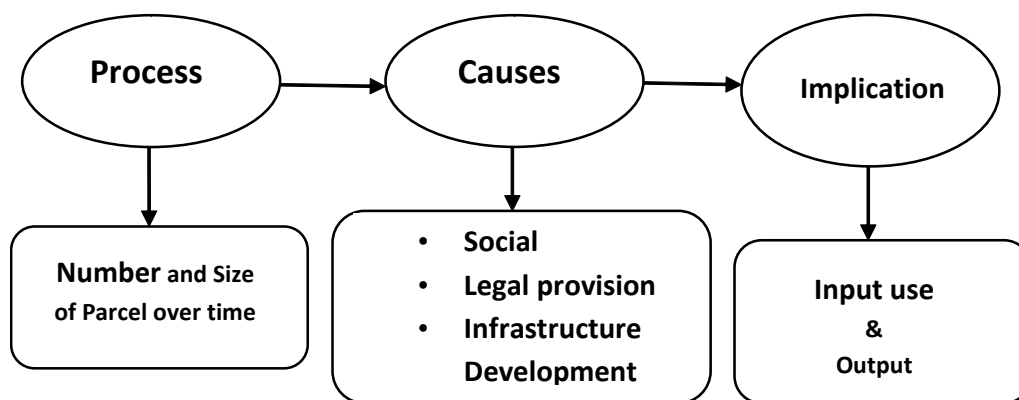 Process
Causes
Implication
Number and Size
of Parcel over time
• Social
• Legal provision
• Infrastructure
Development
Input use
&
Output